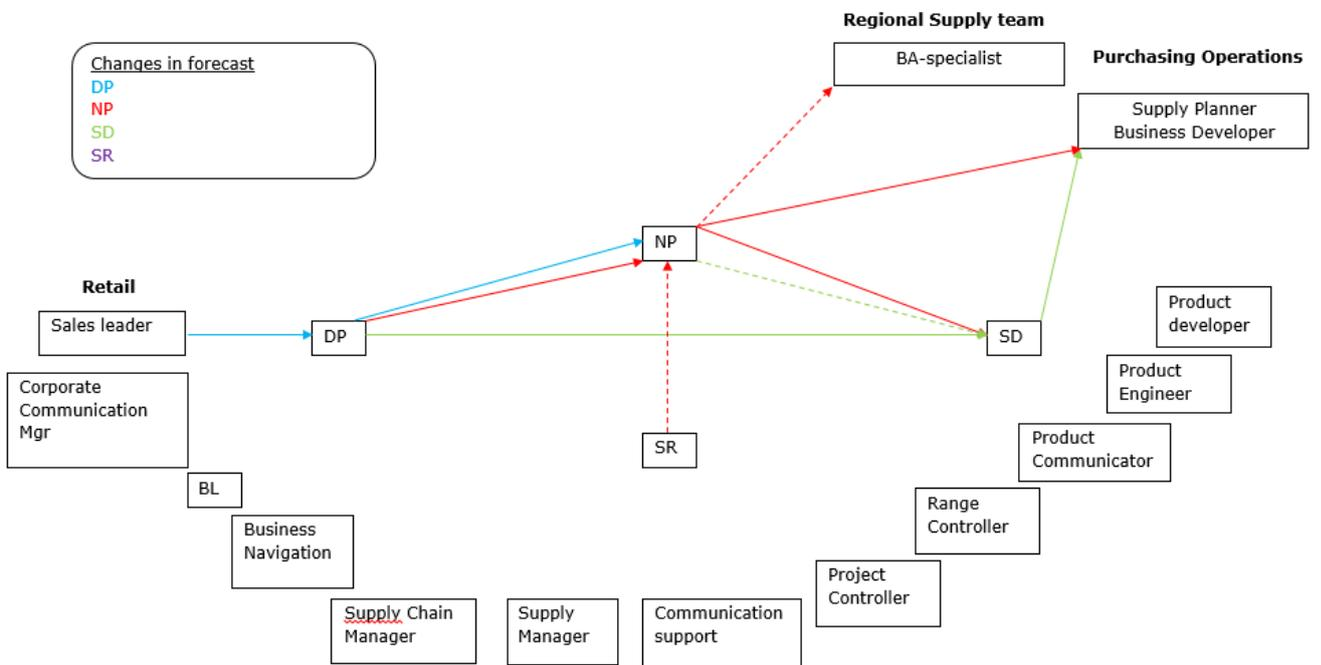 Regional Supply team
BA-specialist
Purchasing Operations
Supply Planner
Business Developer
Changes in forecast
DP
NP
SD
SR
NP
Retail
Sales leader
DP
SD
Product
developer
Corporate
Communication
Mgr
Product
Engineer
SR
Product
Communicator
BL
Range
Controller
Business
Navigation
Project
Controller
Supply Chain
Manager
Supply
Manager
Communication
support